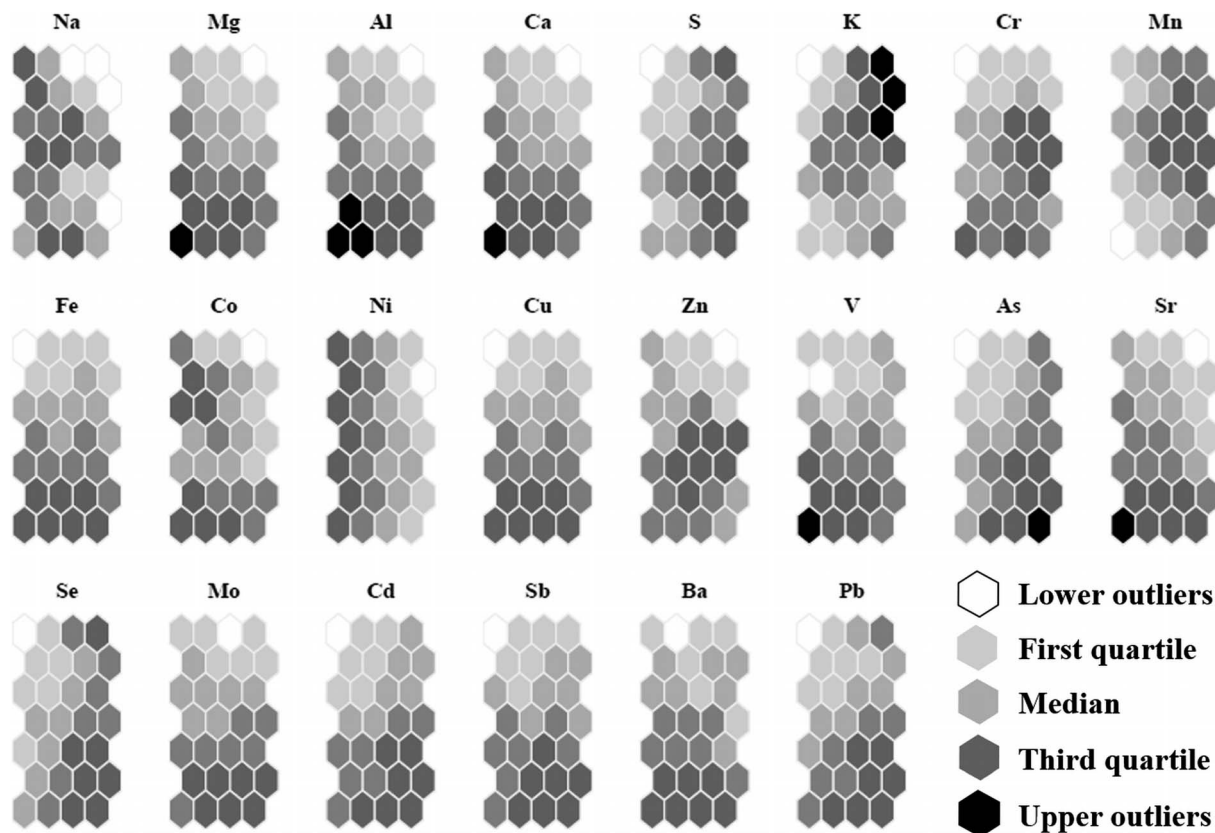 Na Mg Al Ca S K Cr Mn
Fe Co Ni Cu Zn V As Sr
Se Mo Cd Sb Ba Pb
Lower outliers
First quartile
Median
Third quartile
Upper outliers